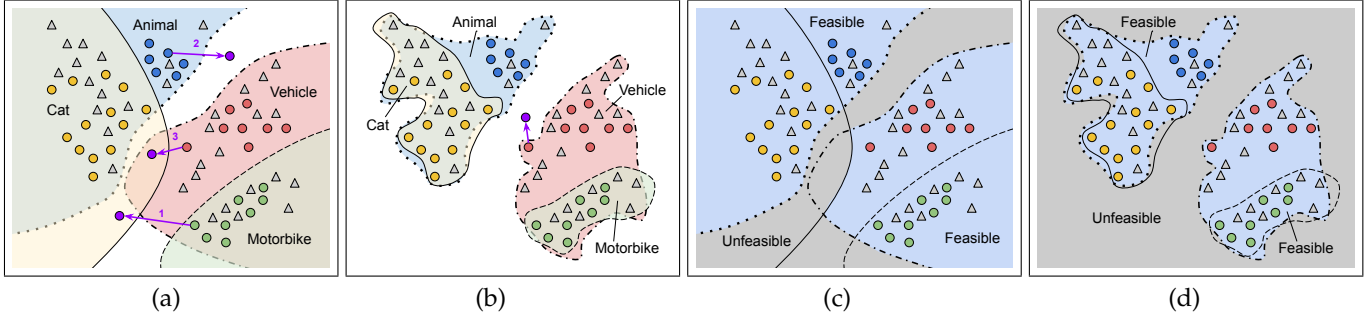 Animal
2
Cat
Vehicle
3
1
Motorbike
(a)
Animal
Vehicle
Cat
Motorbike
(b)
Feasible
Unfeasible
Feasible
(c)
Feasible
Unfeasible
Feasible
(d)